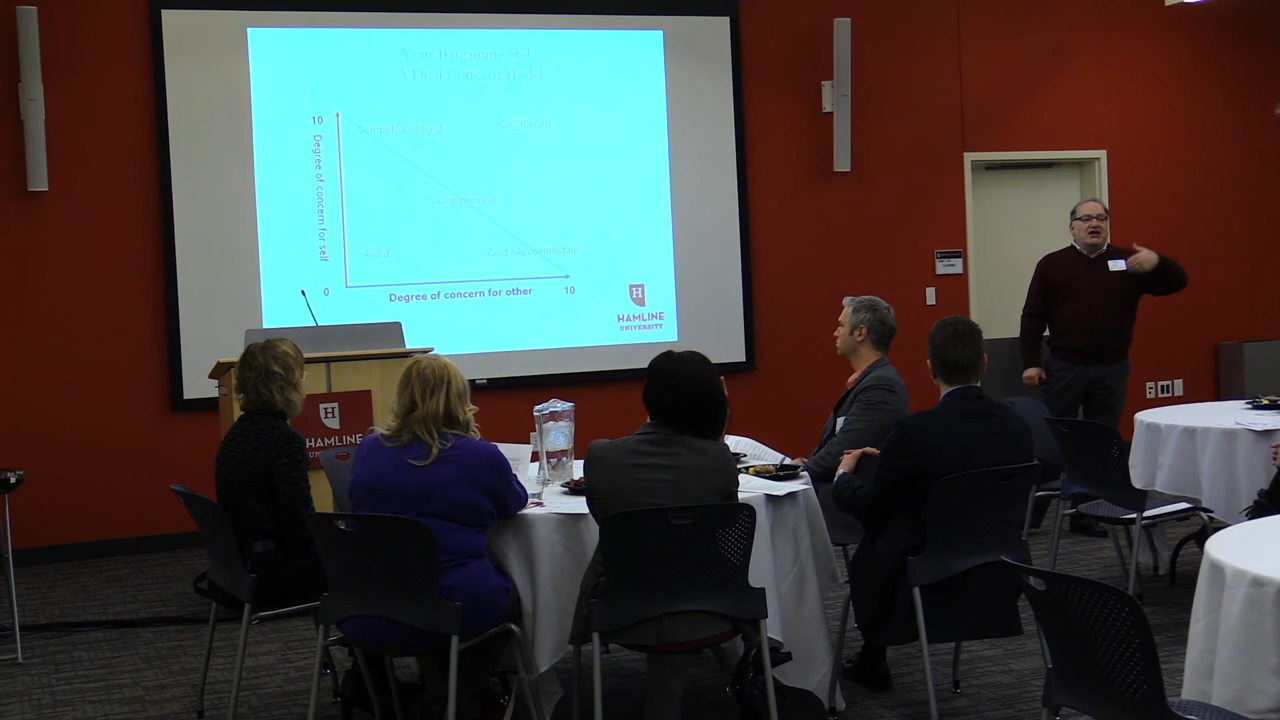 Your Bargaining Style
A Dual Concern Model
10
Compete/Contend
Collaborate
Degree of concern for self
Compromise
Avoid
Yield / Accommodate
0
Degree of concern for other
10
H
HAMLINE
UNIVERSITY
H
HAMLINE